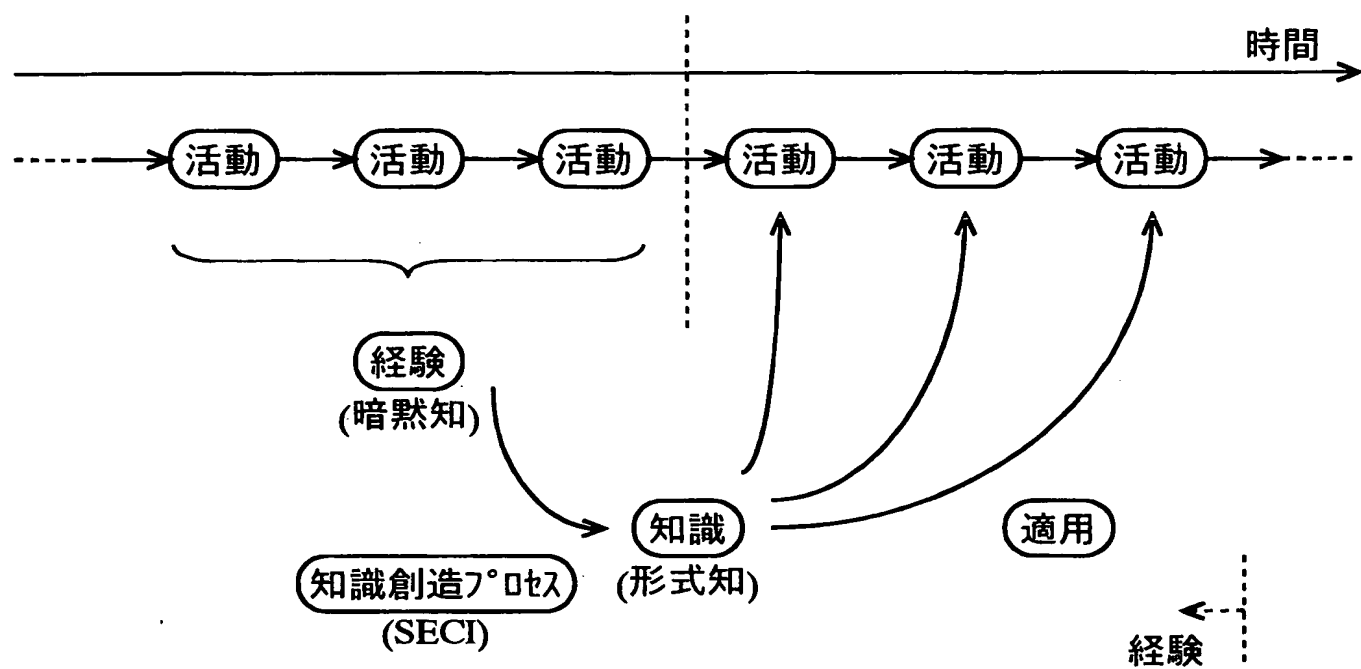 時間
活動
活動
活動
活動
活動
活動
経験
(暗黙知)
知識
(形式知)
適用
知識創造ﾌﾟﾛｾｽ
(SECI)
経験